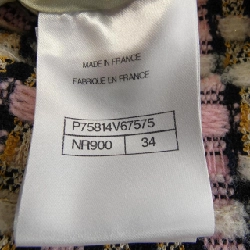 MADE IN FRANCE
FABRIQUE EN FRANCE
P75814V67575
NR900 34